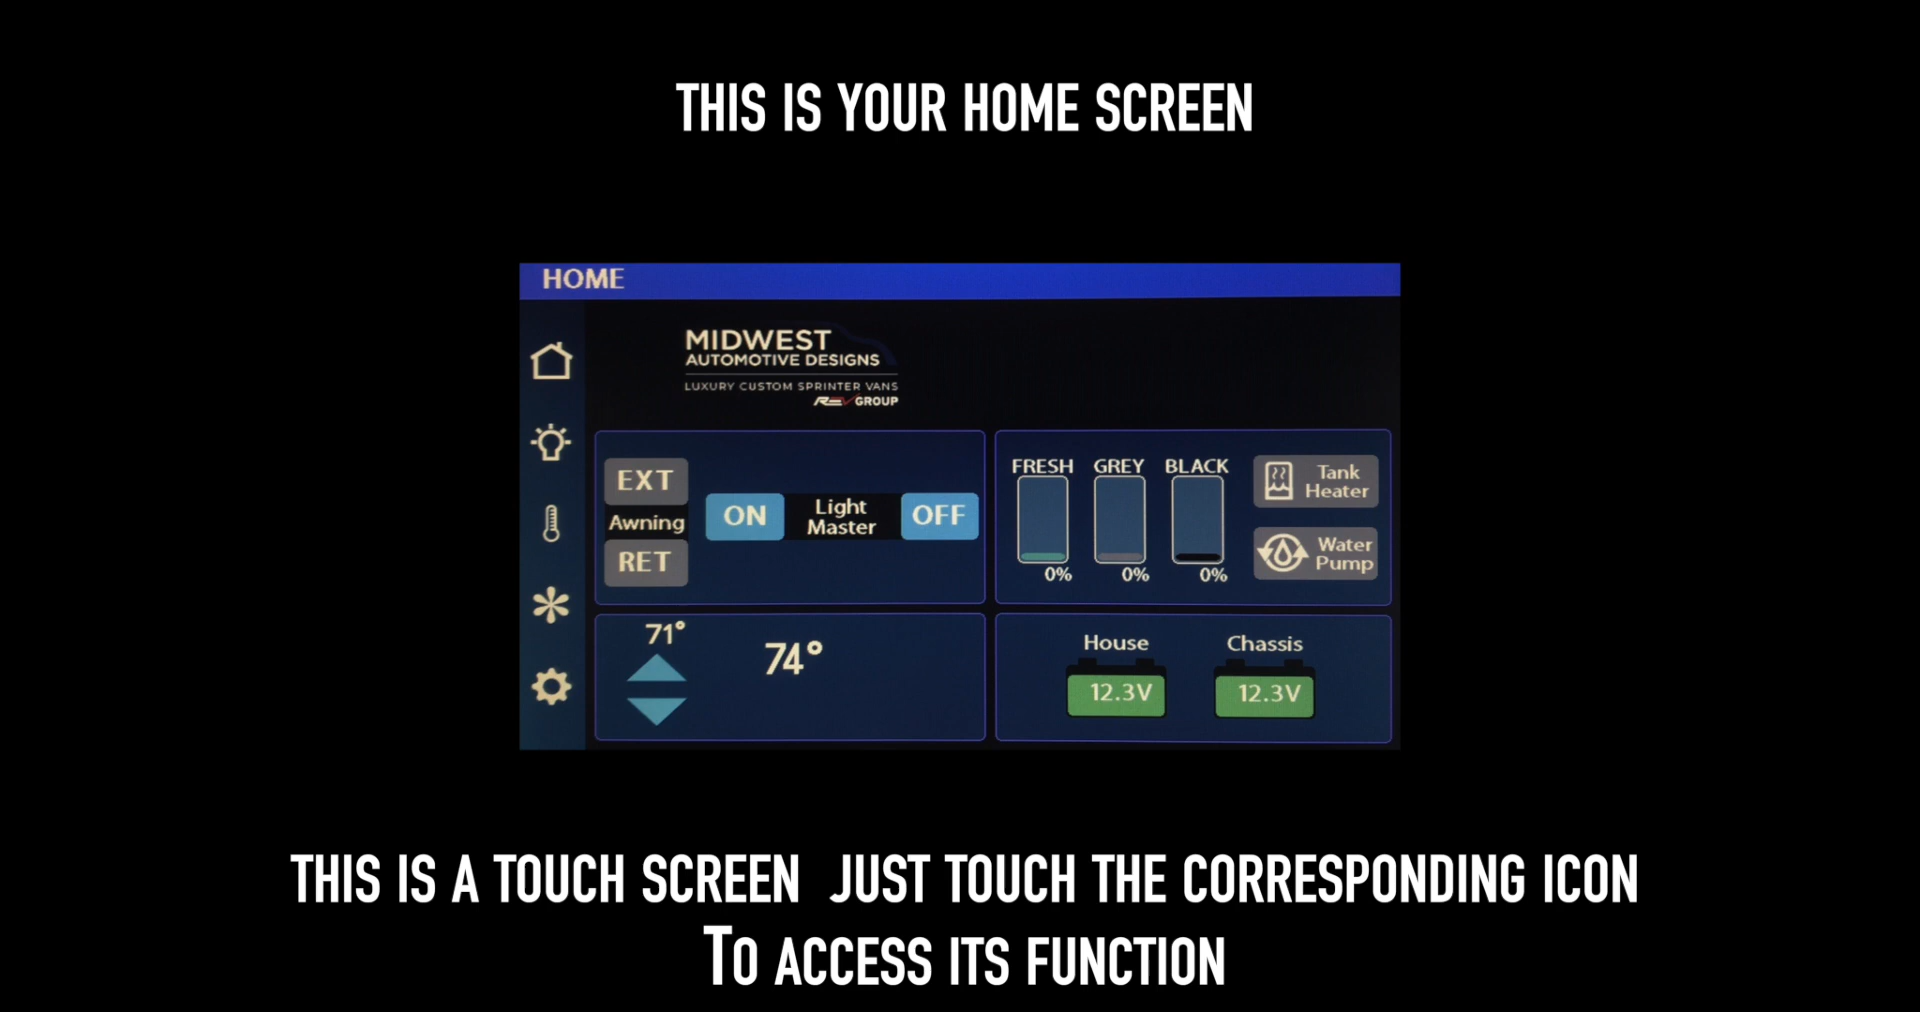 THIS IS YOUR HOME SCREEN
HOME
MIDWEST
AUTOMOTIVE DESIGNS
LUXURY CUSTOM SPRINTER VANS
REV GROUP
EXT
Awning
RET
ON
Light
Master
OFF
FRESH GREY BLACK
0% 0% 0%
Tank
Heater
Water
Pump
71°
74°
House
12.3V
Chassis
12.3V
THIS IS A TOUCH SCREEN JUST TOUCH THE CORRESPONDING ICON
TO ACCESS ITS FUNCTION